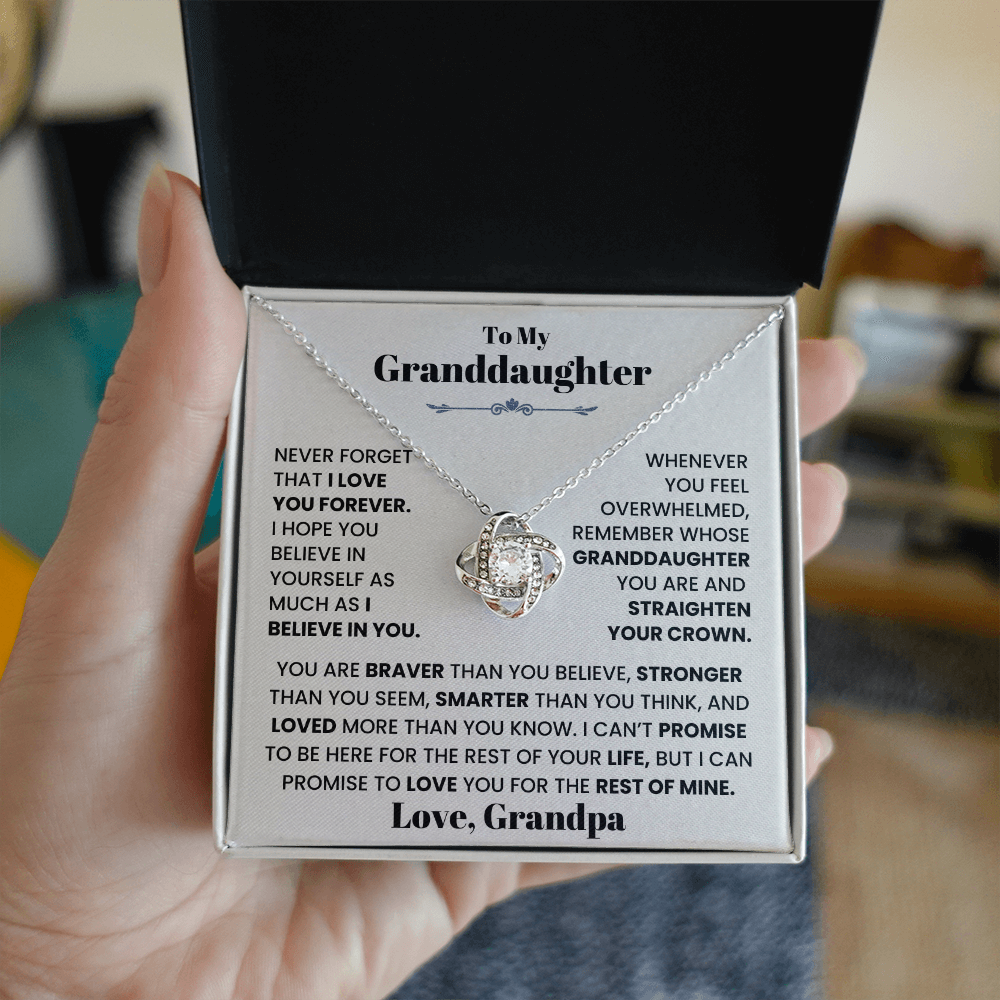 To My
Granddaughter
NEVER FORGET
THAT I LOVE
YOU FOREVER.
I HOPE YOU
BELIEVE IN
YOURSELF AS
MUCH AS I
BELIEVE IN YOU.
WHENEVER
YOU FEEL
OVERWHELMED,
REMEMBER WHOSE
GRANDDAUGHTER
YOU ARE AND
STRAIGHTEN
YOUR CROWN.
YOU ARE BRAVER THAN YOU BELIEVE, STRONGER
THAN YOU SEEM, SMARTER THAN YOU THINK, AND
LOVED MORE THAN YOU KNOW. I CAN’T PROMISE
TO BE HERE FOR THE REST OF YOUR LIFE, BUT I CAN
PROMISE TO LOVE YOU FOR THE REST OF MINE.
Love, Grandpa